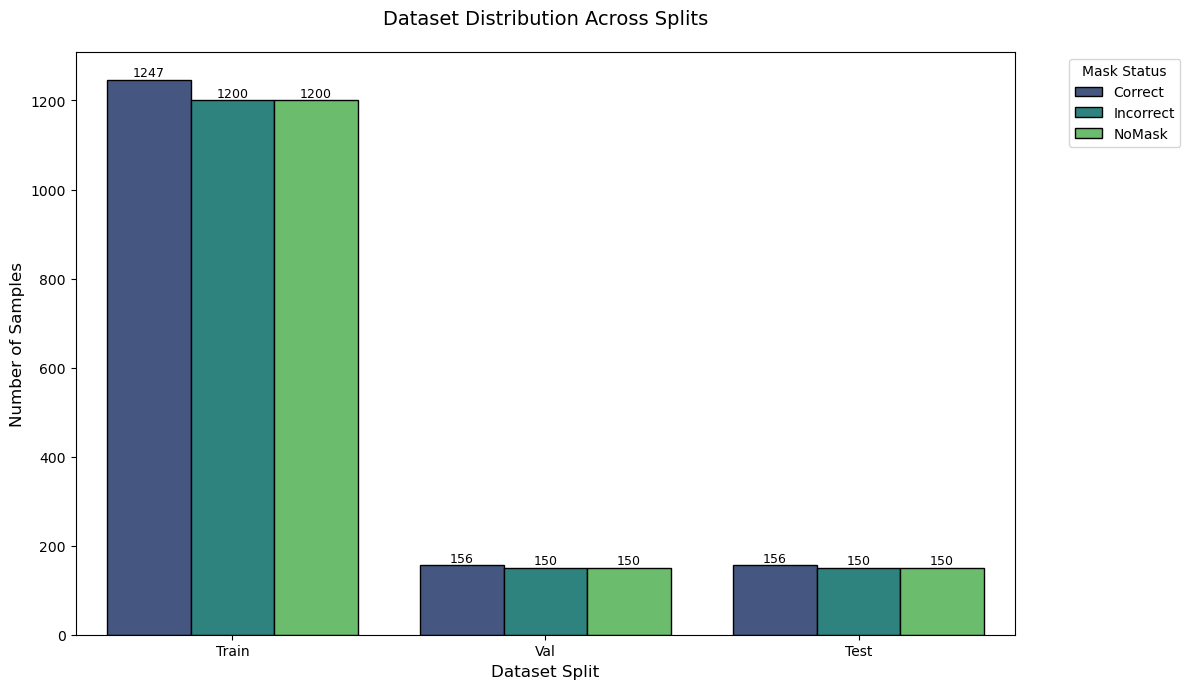 Dataset Distribution Across Splits
Mask Status
Correct
Incorrect
NoMask
Number of Samples
1200
1000
800
600
400
200
0
1247
1200
1200
156
150
150
156
150
150
Train
Val
Test
Dataset Split